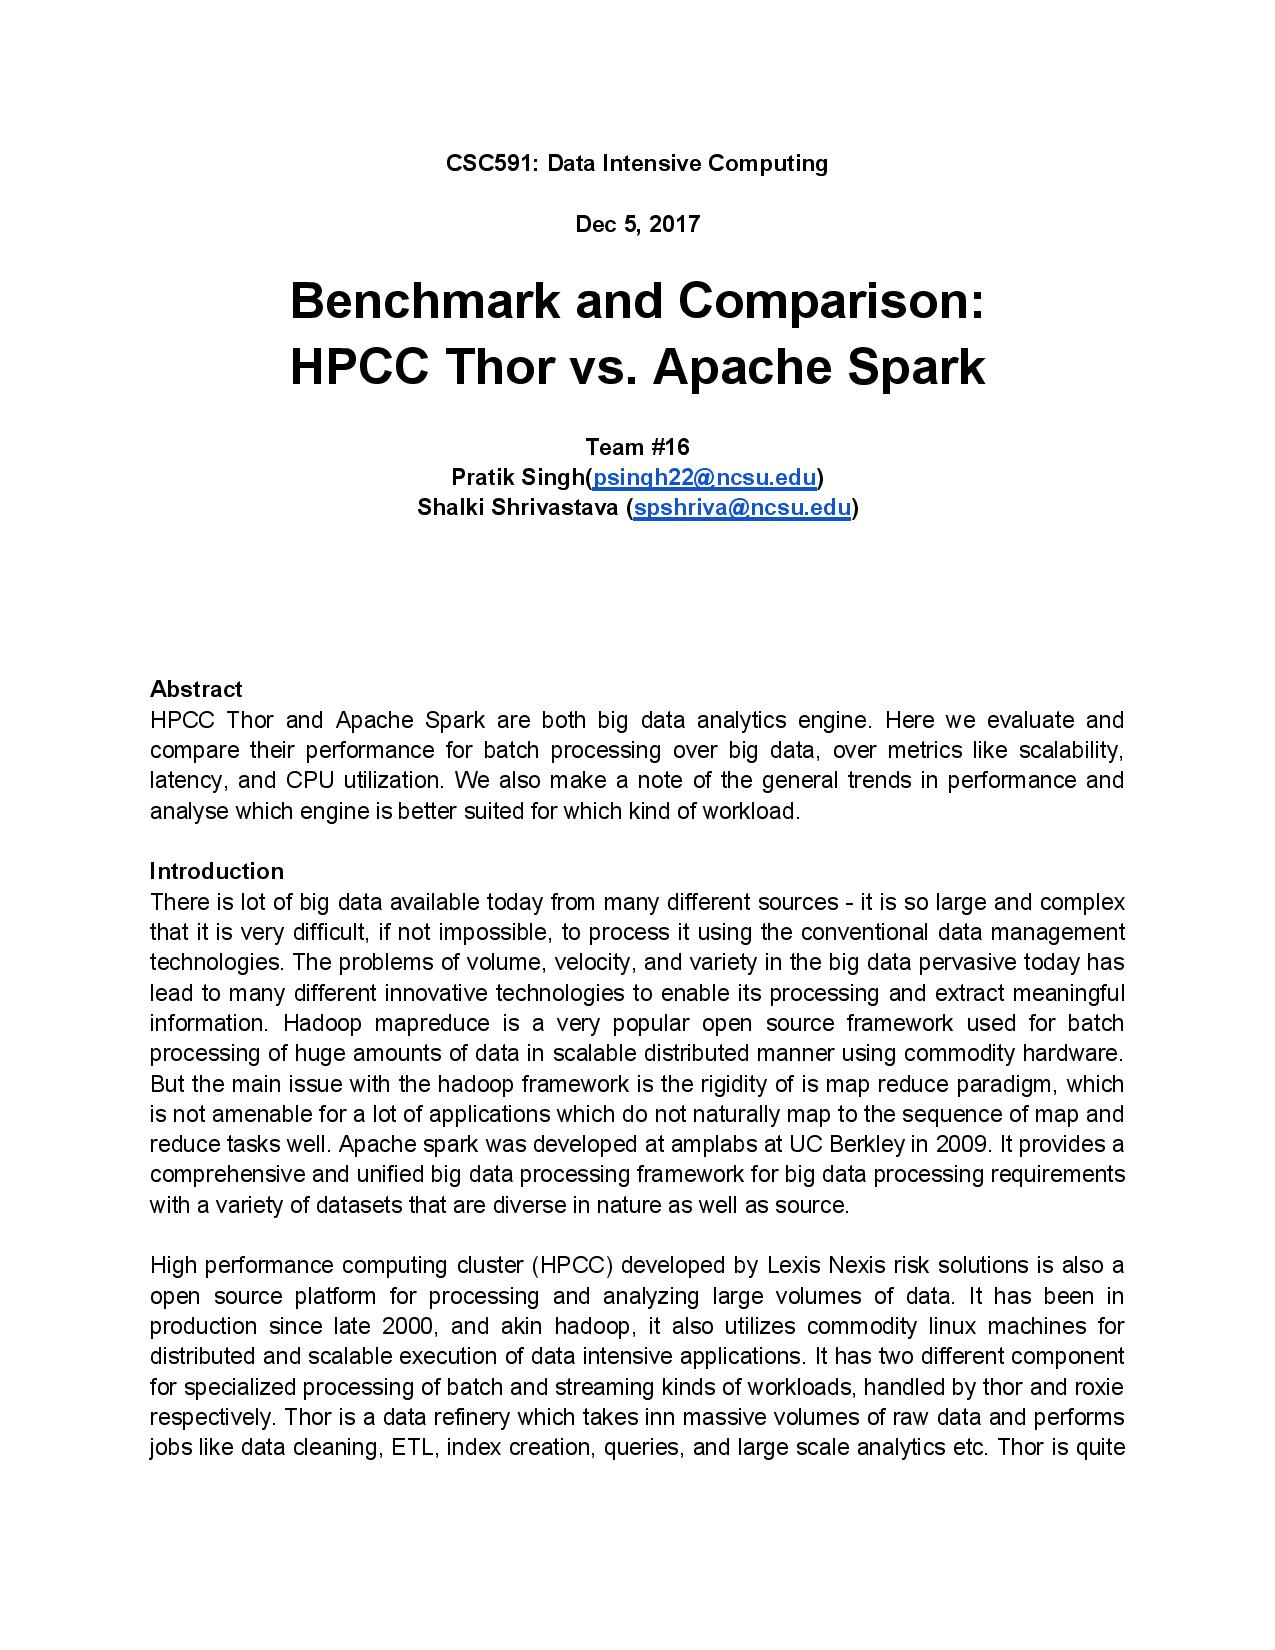 CSC591: Data Intensive Computing
Dec 5, 2017
Benchmark and Comparison:
HPCC Thor vs. Apache Spark
Team #16
Pratik Singh(psingh22@ncsu.edu)
Shalki Shrivastava (spshriva@ncsu.edu)
Abstract
HPCC Thor and Apache Spark are both big data analytics engine. Here we evaluate and
compare their performance for batch processing over big data, over metrics like scalability,
latency, and CPU utilization. We also make a note of the general trends in performance and
analyse which engine is better suited for which kind of workload.
Introduction
There is lot of big data available today from many different sources - it is so large and complex
that it is very difficult, if not impossible, to process it using the conventional data management
technologies. The problems of volume, velocity, and variety in the big data pervasive today has
lead to many different innovative technologies to enable its processing and extract meaningful
information. Hadoop mapreduce is a very popular open source framework used for batch
processing of huge amounts of data in scalable distributed manner using commodity hardware.
But the main issue with the hadoop framework is the rigidity of is map reduce paradigm, which
is not amenable for a lot of applications which do not naturally map to the sequence of map and
reduce tasks well. Apache spark was developed at amplabs at UC Berkley in 2009. It provides a
comprehensive and unified big data processing framework for big data processing requirements
with a variety of datasets that are diverse in nature as well as source.
High performance computing cluster (HPCC) developed by Lexis Nexis risk solutions is also a
open source platform for processing and analyzing large volumes of data. It has been in
production since late 2000, and akin hadoop, it also utilizes commodity linux machines for
distributed and scalable execution of data intensive applications. It has two different component
for specialized processing of batch and streaming kinds of workloads, handled by thor and roxie
respectively. Thor is a data refinery which takes inn massive volumes of raw data and performs
jobs like data cleaning, ETL, index creation, queries, and large scale analytics etc. Thor is quite